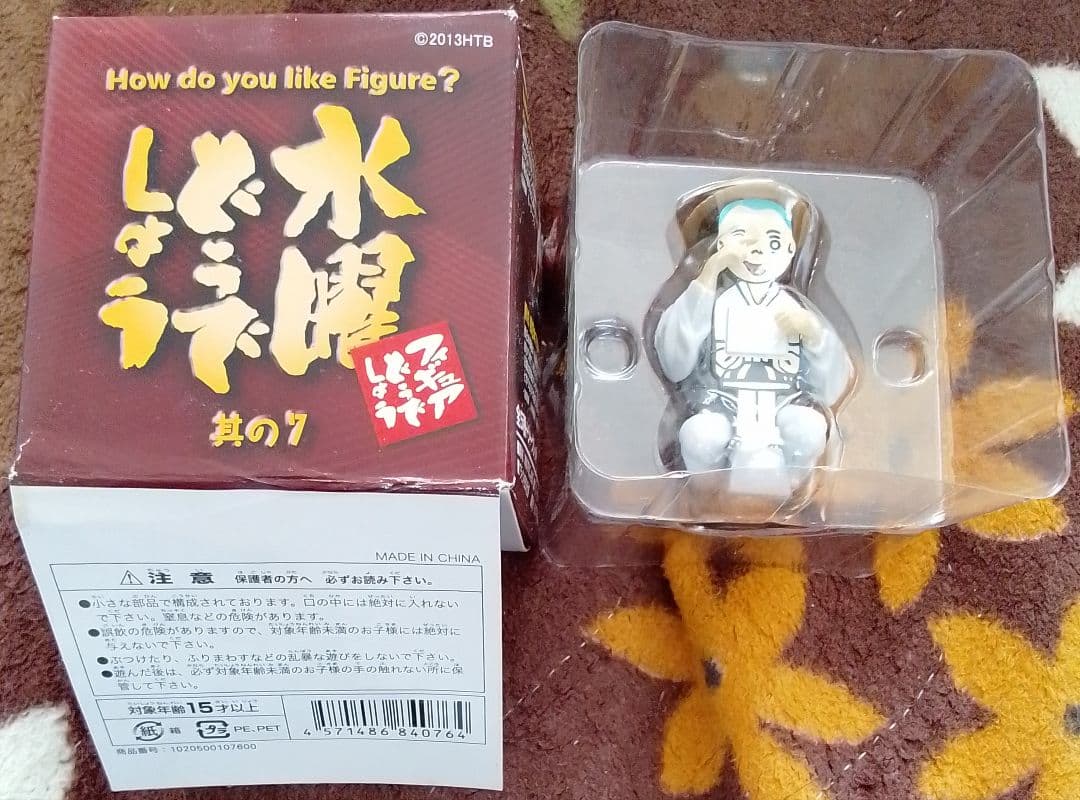 ©2013HTB
How do you like Figure?
水曜
どうで
しょう
フィギュア
どうで
しょう
其の7
MADE IN CHINA
⚠注意 保護者の方へ 必ずお読み下さい。
●小さな部品で構成されております。口の中には絶対に入れない
で下さい。窒息などの危険があります。
●誤飲の危険がありますので、対象年齢未満のお子様には絶対に
与えないで下さい。
●ぶつけたり、ふりまわすなどの乱暴な遊びをしないで下さい。
●遊んだ後は、必ず対象年齢未満のお子様の手の触れない所に保
管して下さい。
対象年齢15才以上
紙 箱 プラ PE、PET
4 571486 840764
商品番号:1020500107600